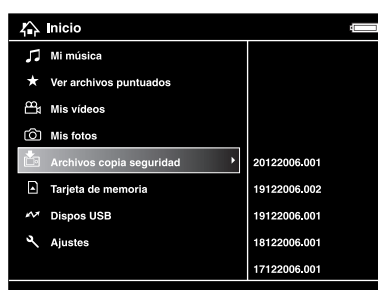 Inicio
Mi música
Ver archivos puntuados
Mis vídeos
Mis fotos
Archivos copia seguridad
20122006.001
Tarjeta de memoria
19122006.002
Dispos USB
19122006.001
Ajustes
18122006.001
17122006.001